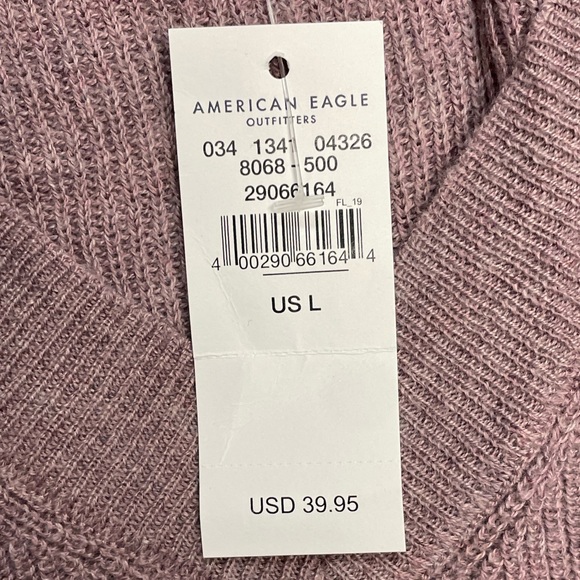 AMERICAN EAGLE
OUTFITTERS
034 1341 04326
8068 - 500
29066164
FL_19
4 00290 66164 4
US L
USD 39.95